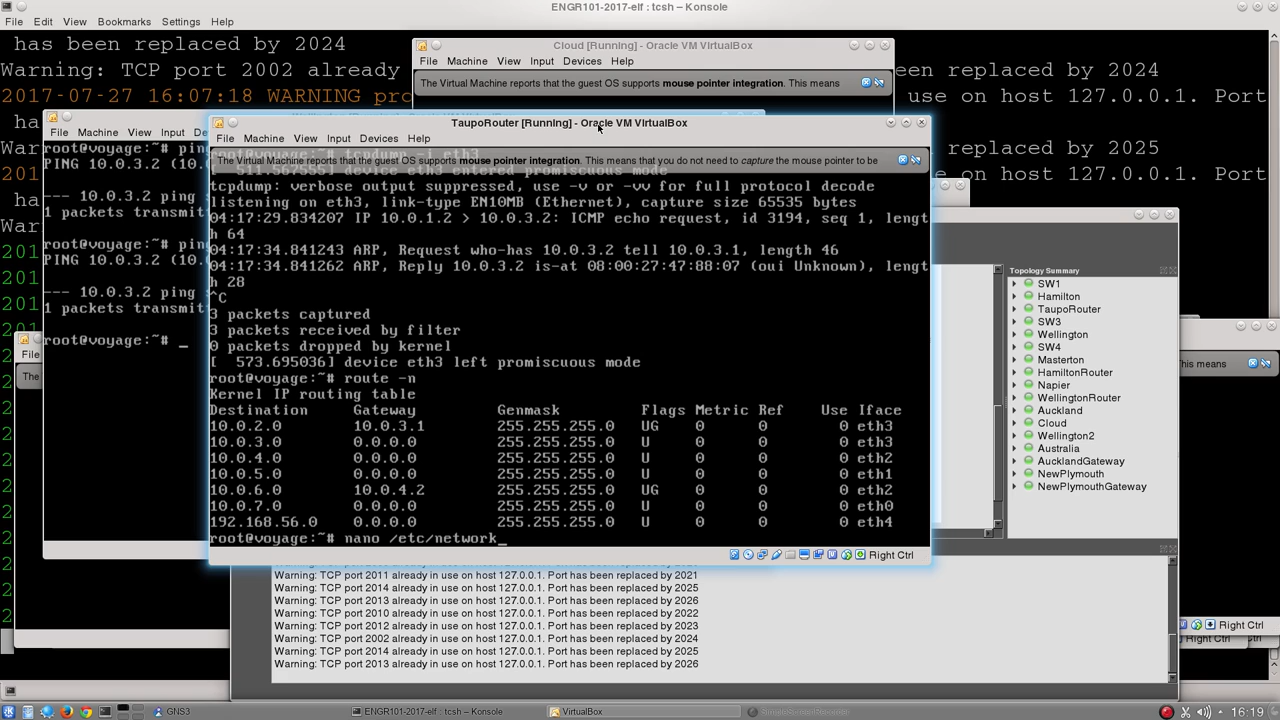 ENGR101-2017-elf : tcsh – Konsole
File Edit View Bookmarks Settings Help
has been replaced by 2024
Warning: TCP port 2002 already
been replaced by 2024
2017-07-27 16:07:18 WARNING pro
use on host 127.0.0.1. Port
been replaced by 2025
use on host 127.0.0.1. Port
Cloud [Running] - Oracle VM VirtualBox
File Machine View Input Devices Help
The Virtual Machine reports that the guest OS supports mouse pointer integration. This means
File Machine View Input De
PING 10.0.3.2 (10.0
--- 10.0.3.2 ping s
1 packets transmitt
root@voyage:~# ping
PING 10.0.3.2 (10.0
--- 10.0.3.2 ping s
1 packets transmitt
root@voyage:~# _
TaupoRouter [Running] - Oracle VM VirtualBox
File Machine View Input Devices Help
The Virtual Machine reports that the guest OS supports mouse pointer integration. This means that you do not need to capture the mouse pointer to be
[  511.567555] device eth3 entered promiscuous mode
tcpdump: verbose output suppressed, use -v or -vv for full protocol decode
listening on eth3, link-type EN10MB (Ethernet), capture size 65535 bytes
04:17:29.834207 IP 10.0.1.2 > 10.0.3.2: ICMP echo request, id 3194, seq 1, lengt
h 64
04:17:34.841243 ARP, Request who-has 10.0.3.2 tell 10.0.3.1, length 46
04:17:34.841262 ARP, Reply 10.0.3.2 is-at 08:00:27:47:88:07 (oui Unknown), lengt
h 28
^C
3 packets captured
3 packets received by filter
0 packets dropped by kernel
[  573.695036] device eth3 left promiscuous mode
root@voyage:~# route -n
Kernel IP routing table
Destination Gateway Genmask Flags Metric Ref Use Iface
10.0.2.0 10.0.3.1 255.255.255.0 UG 0 0 0 eth3
10.0.3.0 0.0.0.0 255.255.255.0 U 0 0 0 eth3
10.0.4.0 0.0.0.0 255.255.255.0 U 0 0 0 eth2
10.0.5.0 0.0.0.0 255.255.255.0 U 0 0 0 eth1
10.0.6.0 10.0.4.2 255.255.255.0 UG 0 0 0 eth2
10.0.7.0 0.0.0.0 255.255.255.0 U 0 0 0 eth0
192.168.56.0 0.0.0.0 255.255.255.0 U 0 0 0 eth4
root@voyage:~# nano /etc/network_
Right Ctrl
Topology Summary
SW1
Hamilton
TaupoRouter
SW3
Wellington
SW4
Masterton
HamiltonRouter
Napier
WellingtonRouter
Auckland
Cloud
Wellington2
Australia
AucklandGateway
NewPlymouth
NewPlymouthGateway
File
The
This means
Right Ctrl
Right Ctrl
Warning: TCP port 2011 already in use on host 127.0.0.1. Port has been replaced by 2021
Warning: TCP port 2014 already in use on host 127.0.0.1. Port has been replaced by 2025
Warning: TCP port 2013 already in use on host 127.0.0.1. Port has been replaced by 2026
Warning: TCP port 2010 already in use on host 127.0.0.1. Port has been replaced by 2022
Warning: TCP port 2012 already in use on host 127.0.0.1. Port has been replaced by 2023
Warning: TCP port 2002 already in use on host 127.0.0.1. Port has been replaced by 2024
Warning: TCP port 2014 already in use on host 127.0.0.1. Port has been replaced by 2025
Warning: TCP port 2013 already in use on host 127.0.0.1. Port has been replaced by 2026
GNS3
ENGR101-2017-elf : tcsh – Konsole
VirtualBox
16:19